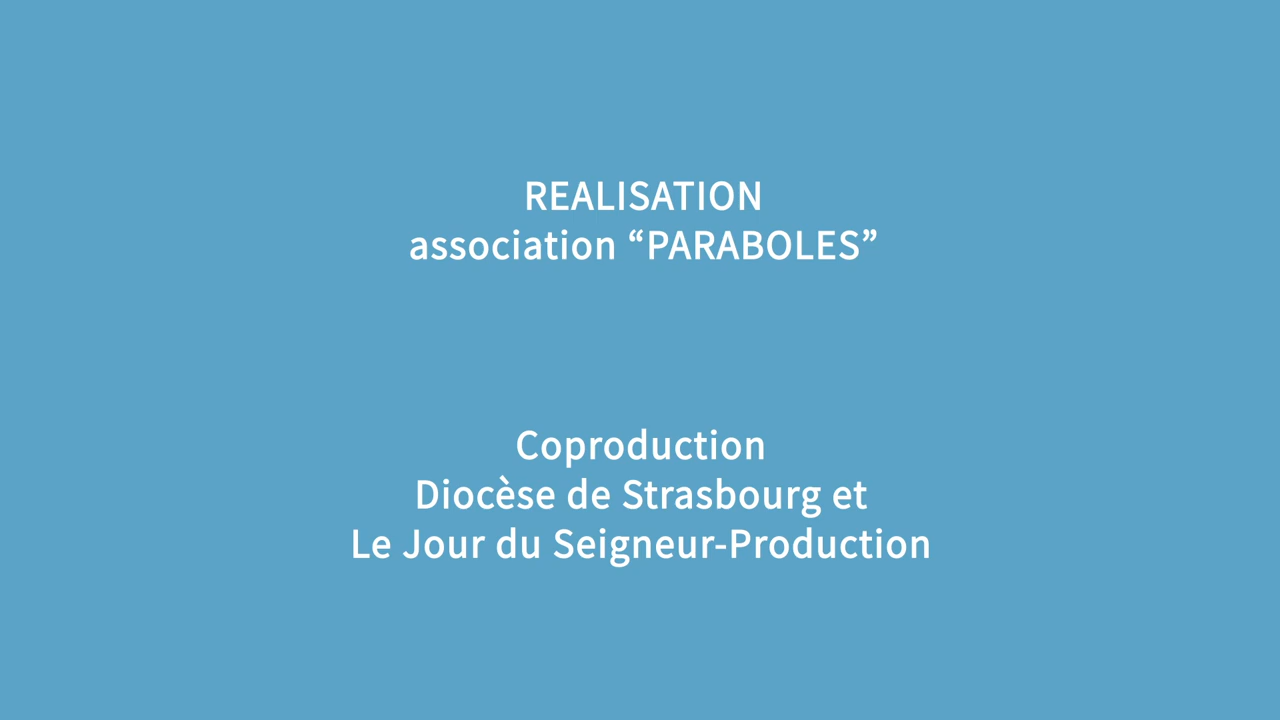 REALISATION
association “PARABOLES”
Coproduction
Diocèse de Strasbourg et
Le Jour du Seigneur-Production